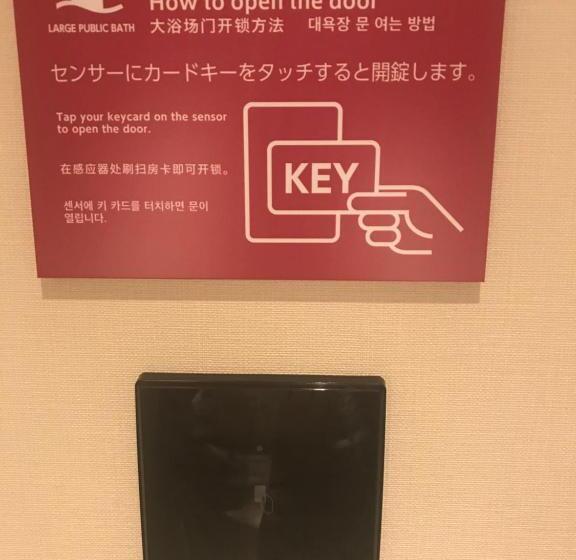 How to open the door
LARGE PUBLIC BATH
大浴场门开锁方法 대욕장 문 여는 방법
センサーにカードキーをタッチすると開錠します。
Tap your keycard on the sensor
to open the door.
在感应器处刷扫房卡即可开锁。
센서에 키 카드를 터치하면 문이
열립니다.
KEY